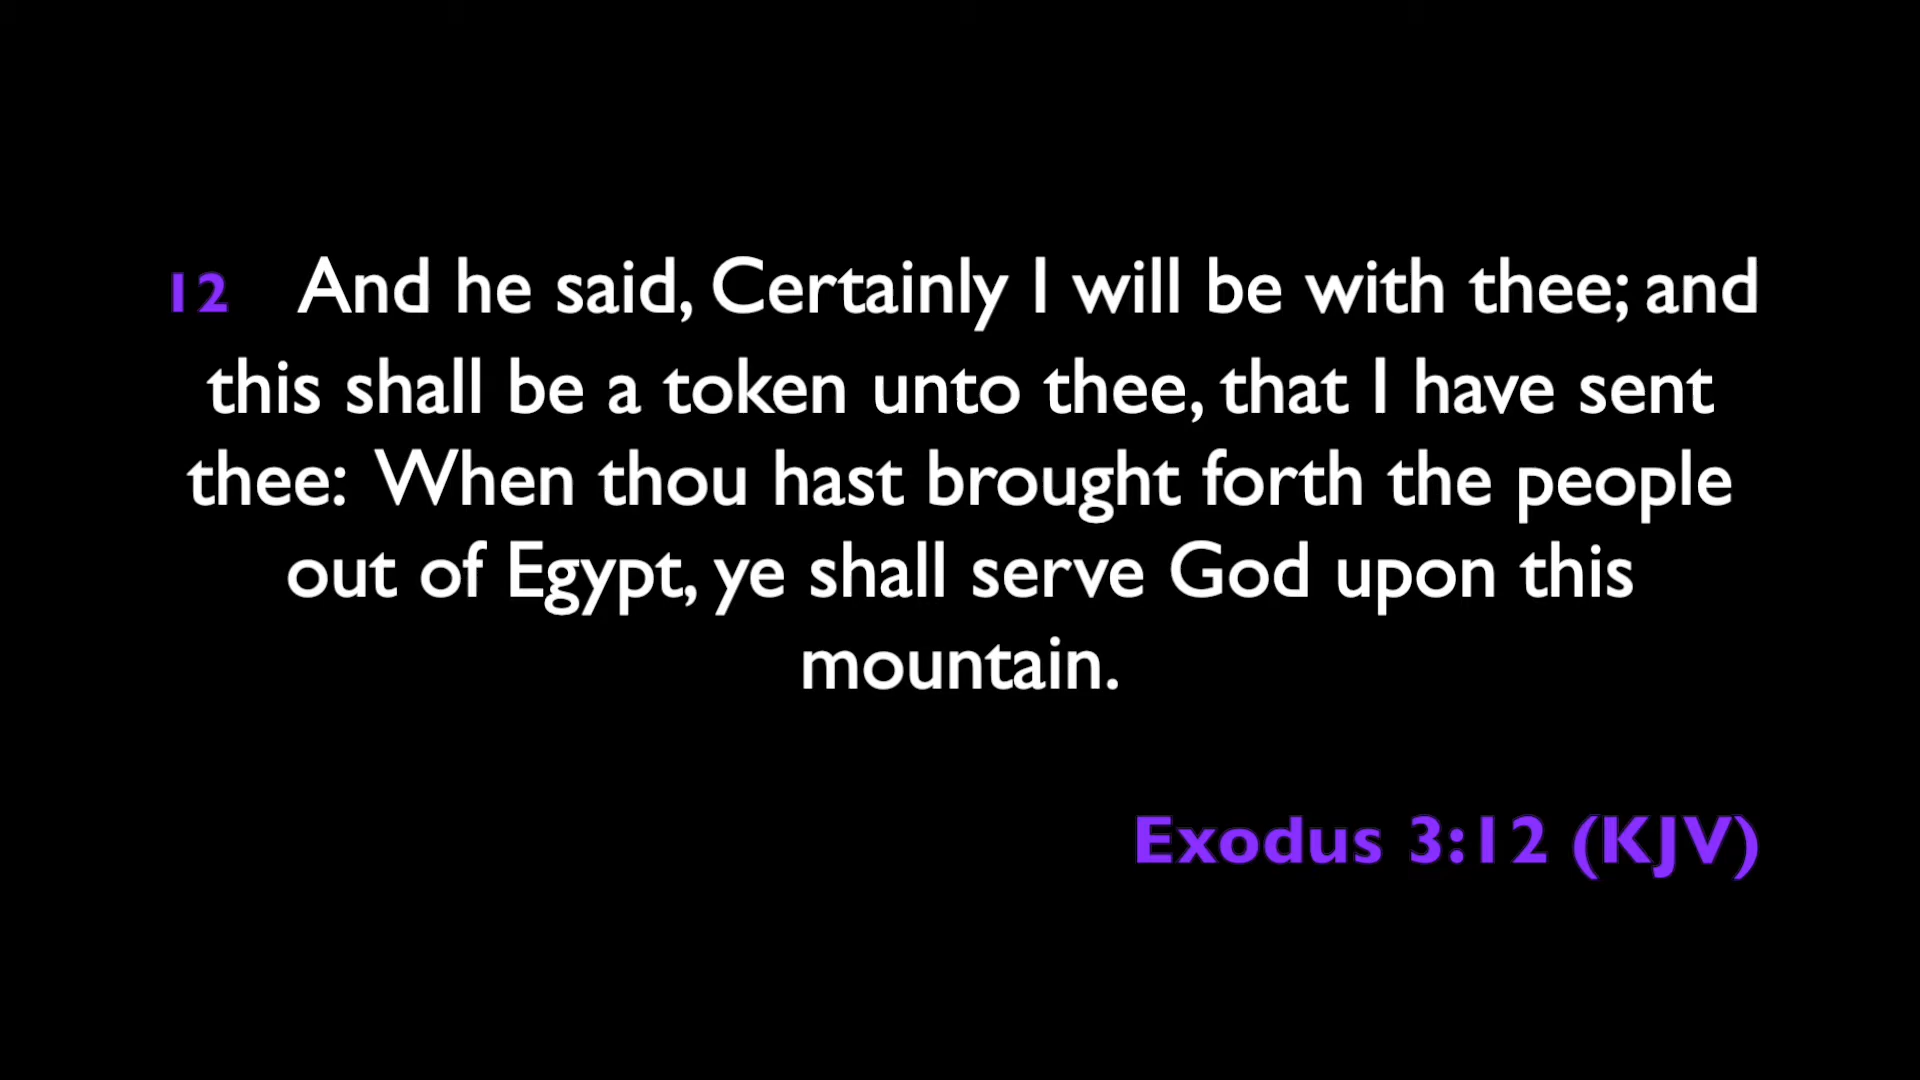 12 And he said, Certainly I will be with thee; and
this shall be a token unto thee, that I have sent
thee: When thou hast brought forth the people
out of Egypt, ye shall serve God upon this
mountain.
Exodus 3:12 (KJV)